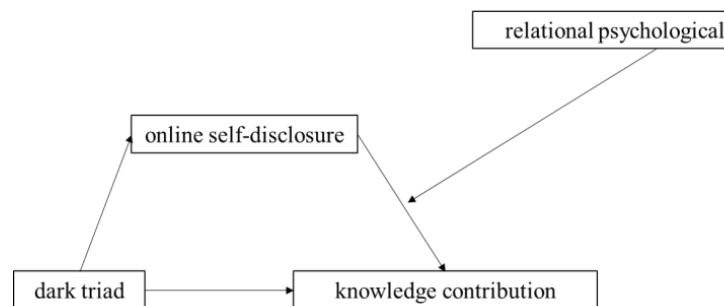 relational psychological
online self-disclosure
dark triad
knowledge contribution